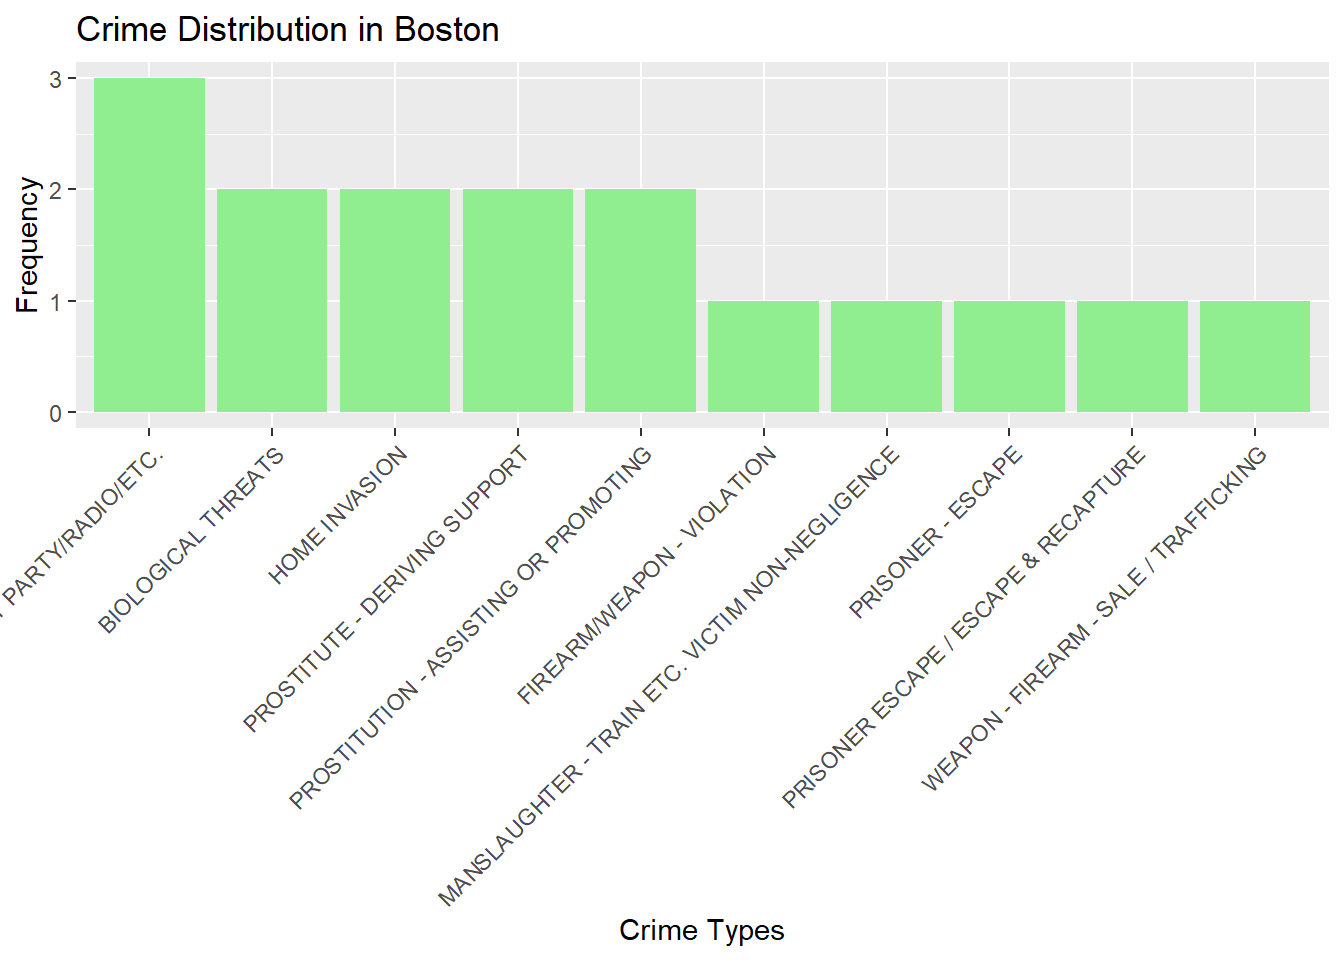 Crime Distribution in Boston
Frequency
3
2
1
0
PARTY/RADIO/ETC.
BIOLOGICAL THREATS
HOME INVASION
PROSTITUTE - DERIVING SUPPORT
PROSTITUTION - ASSISTING OR PROMOTING
FIREARM/WEAPON - VIOLATION
MANSLAUGHTER - TRAIN ETC. VICTIM NON-NEGLIGENCE
PRISONER - ESCAPE
PRISONER ESCAPE / ESCAPE & RECAPTURE
WEAPON - FIREARM - SALE / TRAFFICKING
Crime Types